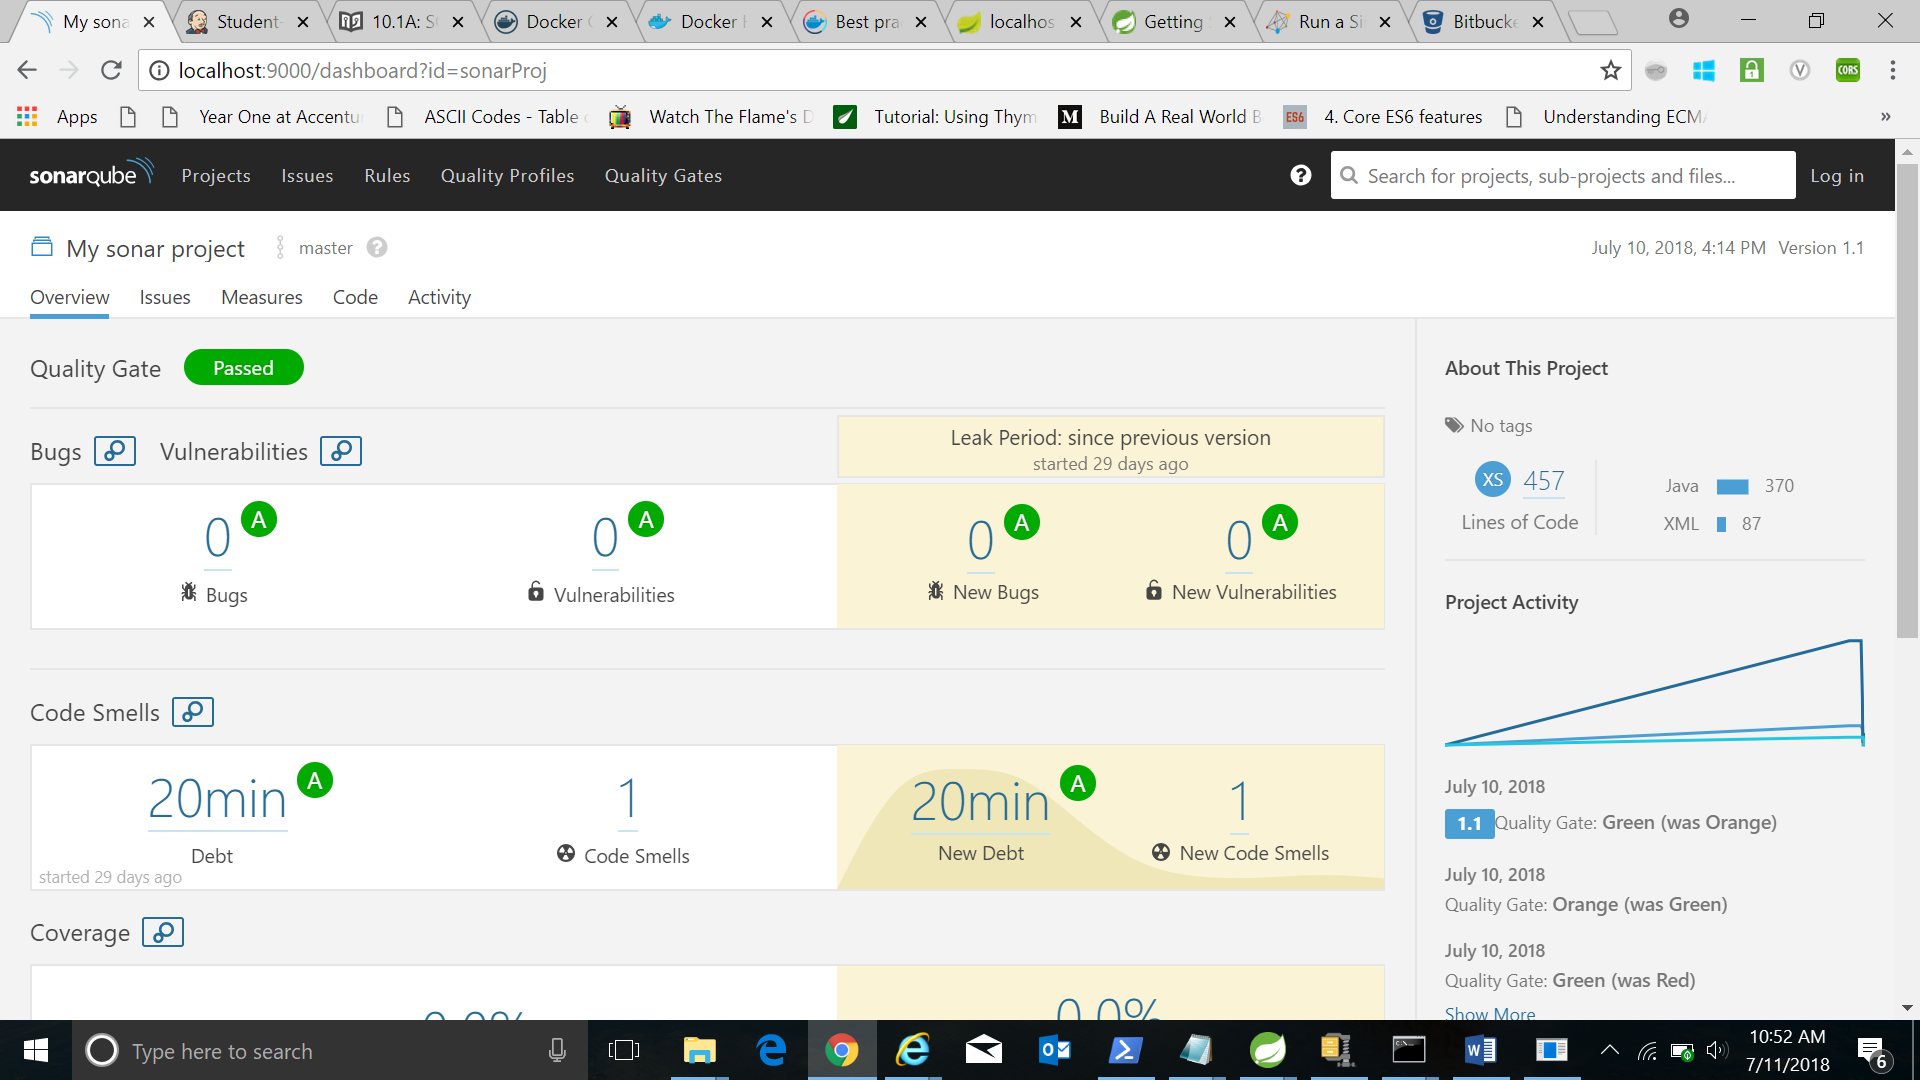 My sona
Student-
10.1A: S
Docker
Docker
Best pra
localhos
Getting
Run a Si
Bitbucke
localhost:9000/dashboard?id=sonarProj
CORS
Apps
Year One at Accentu
ASCII Codes - Table
Watch The Flame's D
Tutorial: Using Thym
M
Build A Real World B
ES6
4. Core ES6 features
Understanding ECMA
»
sonarqube
Projects
Issues
Rules
Quality Profiles
Quality Gates
?
Search for projects, sub-projects and files...
Log in
My sonar project
master
?
July 10, 2018, 4:14 PM Version 1.1
Overview
Issues
Measures
Code
Activity
Quality Gate
Passed
Bugs
Vulnerabilities
Leak Period: since previous version
started 29 days ago
0 A
Bugs
0 A
Vulnerabilities
0 A
New Bugs
0 A
New Vulnerabilities
Code Smells
20min A
Debt
started 29 days ago
1
Code Smells
20min A
New Debt
1
New Code Smells
Coverage
0.0%
0.0%
About This Project
No tags
XS 457
Lines of Code
Java 370
XML 87
Project Activity
July 10, 2018
1.1 Quality Gate: Green (was Orange)
July 10, 2018
Quality Gate: Orange (was Green)
July 10, 2018
Quality Gate: Green (was Red)
Show More
Type here to search
10:52 AM
7/11/2018
6